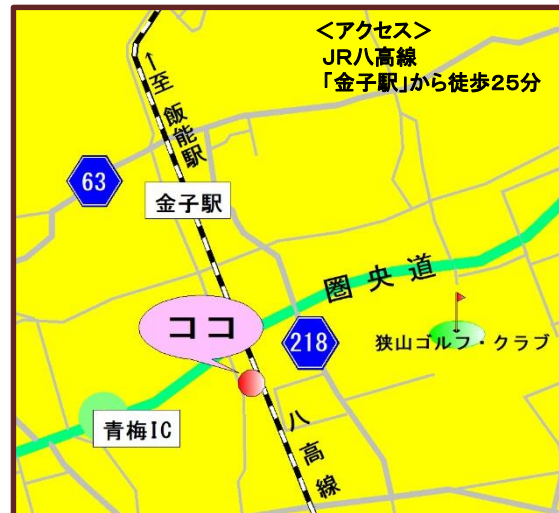 ＜アクセス＞
ＪＲ八高線
「金子駅」から徒歩２５分
←至 飯能駅
63
金子駅
圏央道
ココ
218
狭山ゴルフ・クラブ
青梅IC
八高線